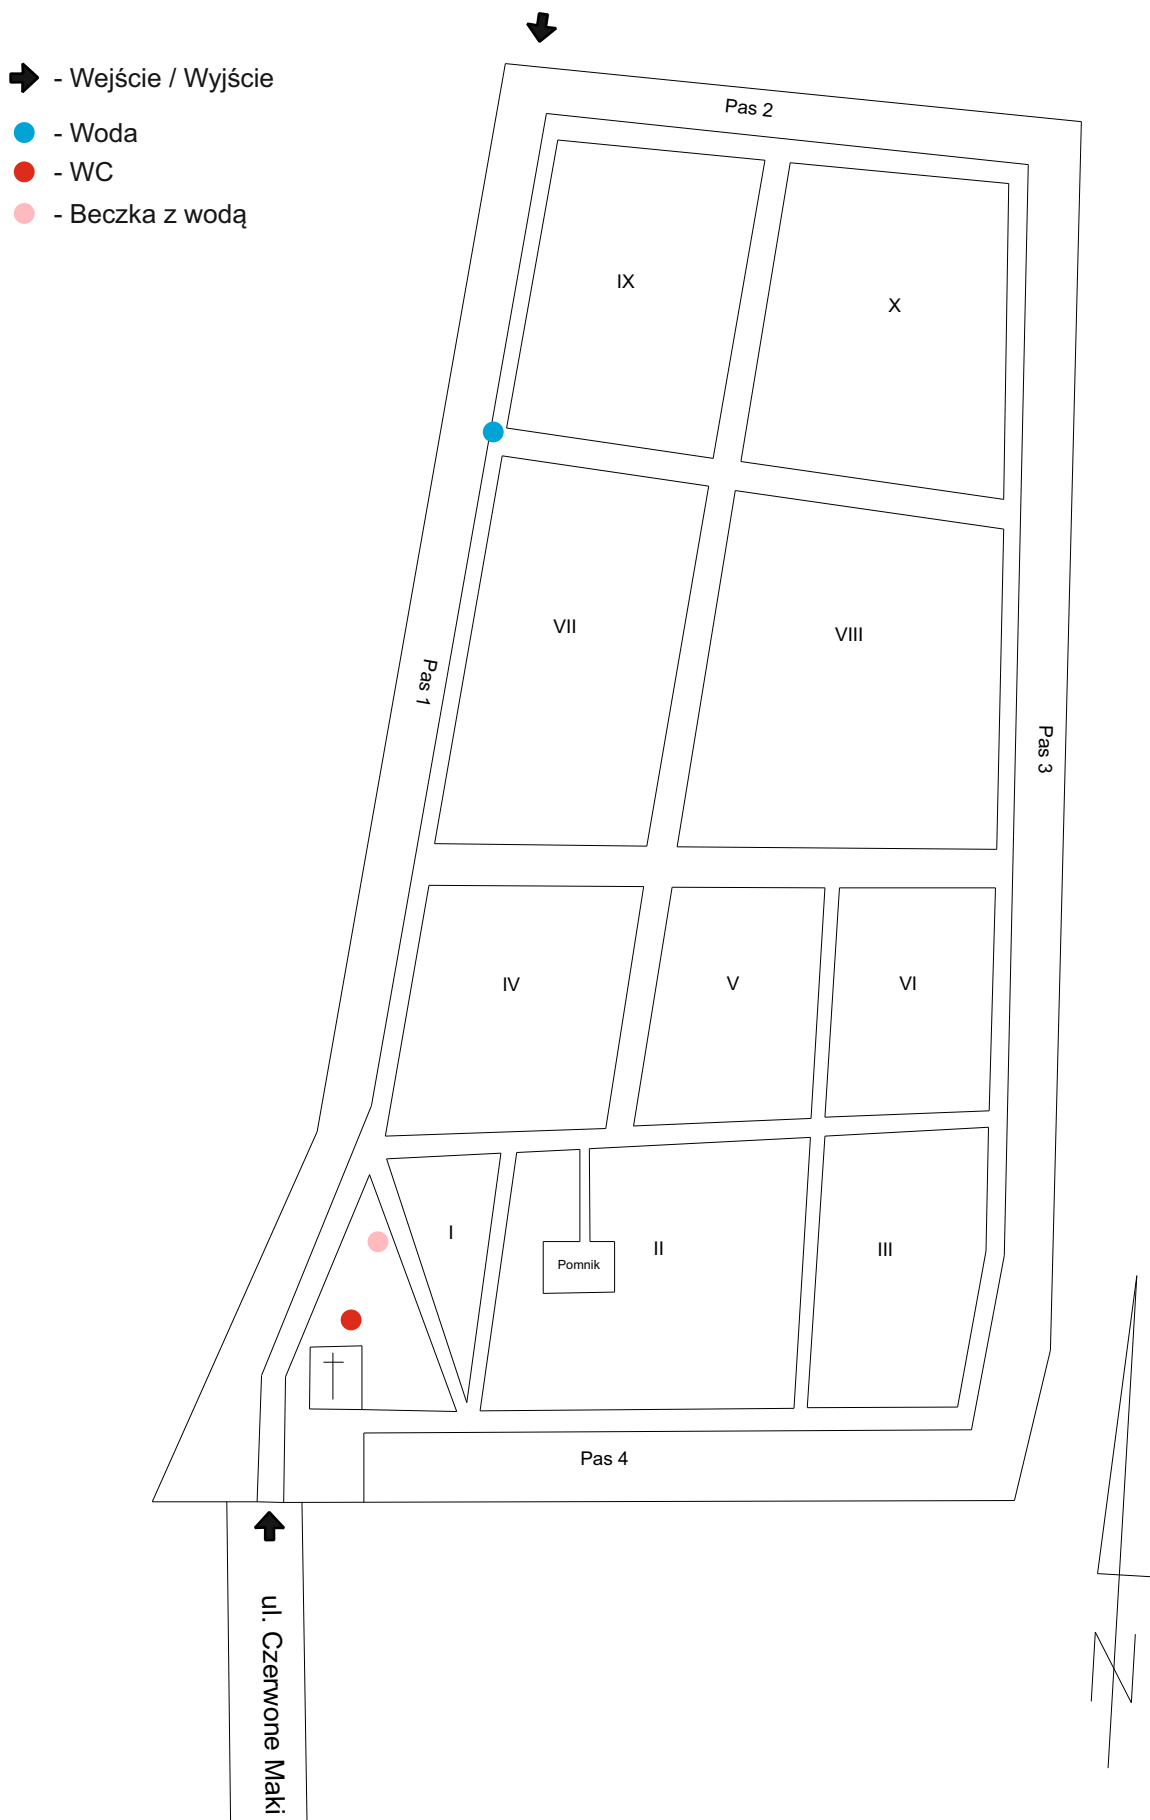 - Wejście / Wyjście
- Woda
- WC
- Beczka z wodą
Pas 2
IX
X
VII
VIII
Pas 1
Pas 3
IV
V
VI
I
II
III
Pomnik
Pas 4
ul. Czerwone Maki
N